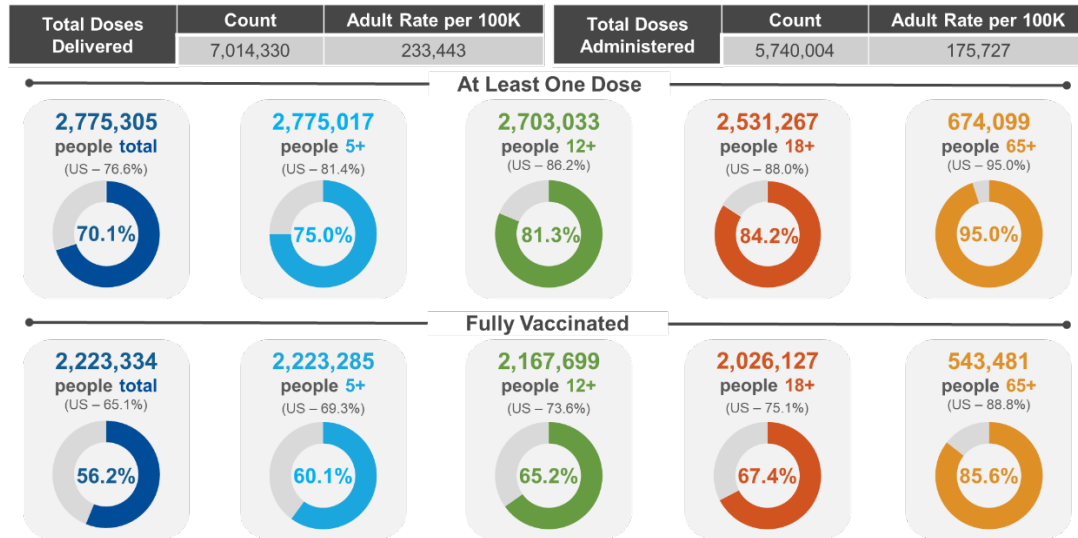 Total Doses Delivered
Count
Adult Rate per 100K
7,014,330
233,443
Total Doses Administered
Count
Adult Rate per 100K
5,740,004
175,727
At Least One Dose
2,775,305
people total
(US – 76.6%)
70.1%
2,775,017
people 5+
(US – 81.4%)
75.0%
2,703,033
people 12+
(US – 86.2%)
81.3%
2,531,267
people 18+
(US – 88.0%)
84.2%
674,099
people 65+
(US – 95.0%)
95.0%
Fully Vaccinated
2,223,334
people total
(US – 65.1%)
56.2%
2,223,285
people 5+
(US – 69.3%)
60.1%
2,167,699
people 12+
(US – 73.6%)
65.2%
2,026,127
people 18+
(US – 75.1%)
67.4%
543,481
people 65+
(US – 88.8%)
85.6%